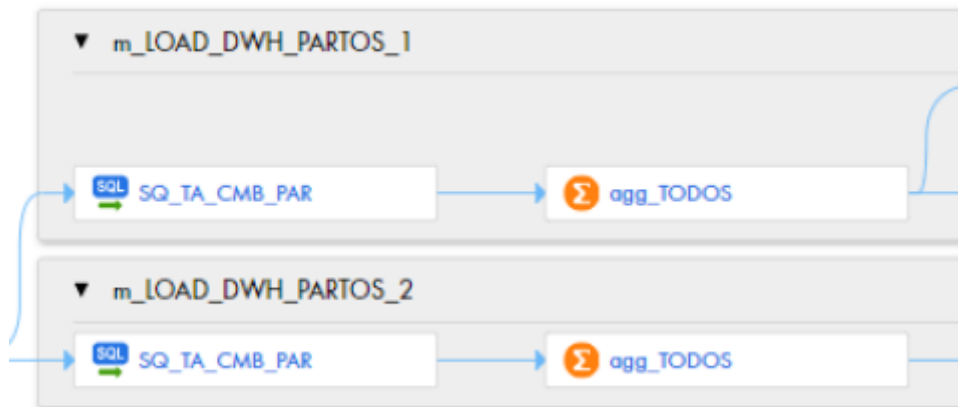 m_LOAD_DWH_PARTOS_1
SQL SQ_TA_CMB_PAR Σ agg_TODOS
m_LOAD_DWH_PARTOS_2
SQL SQ_TA_CMB_PAR Σ agg_TODOS